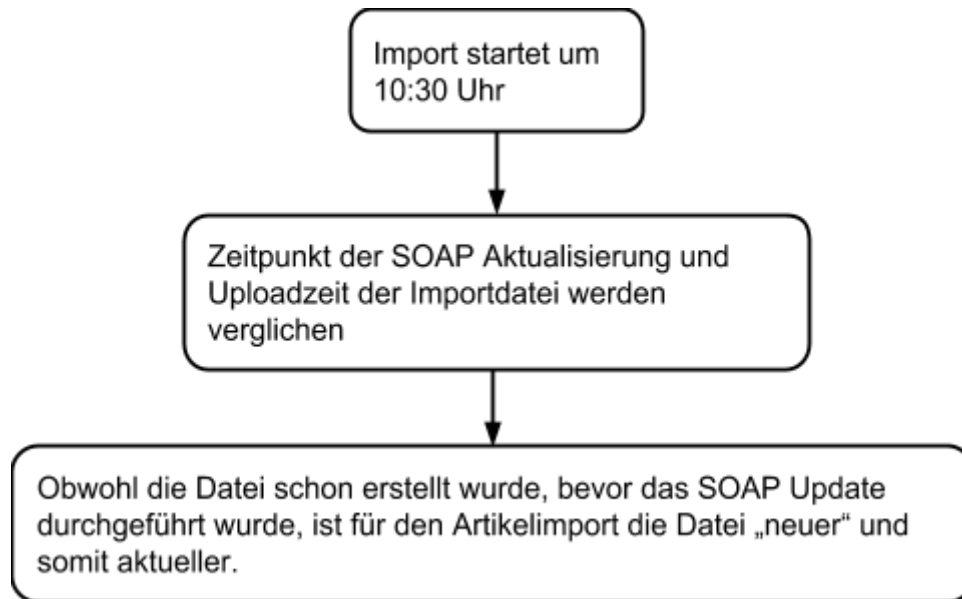 Import startet um
10:30 Uhr
Zeitpunkt der SOAP Aktualisierung und
Uploadzeit der Importdatei werden
verglichen
Obwohl die Datei schon erstellt wurde, bevor das SOAP Update
durchgeführt wurde, ist für den Artikelimport die Datei „neuer“ und
somit aktueller.